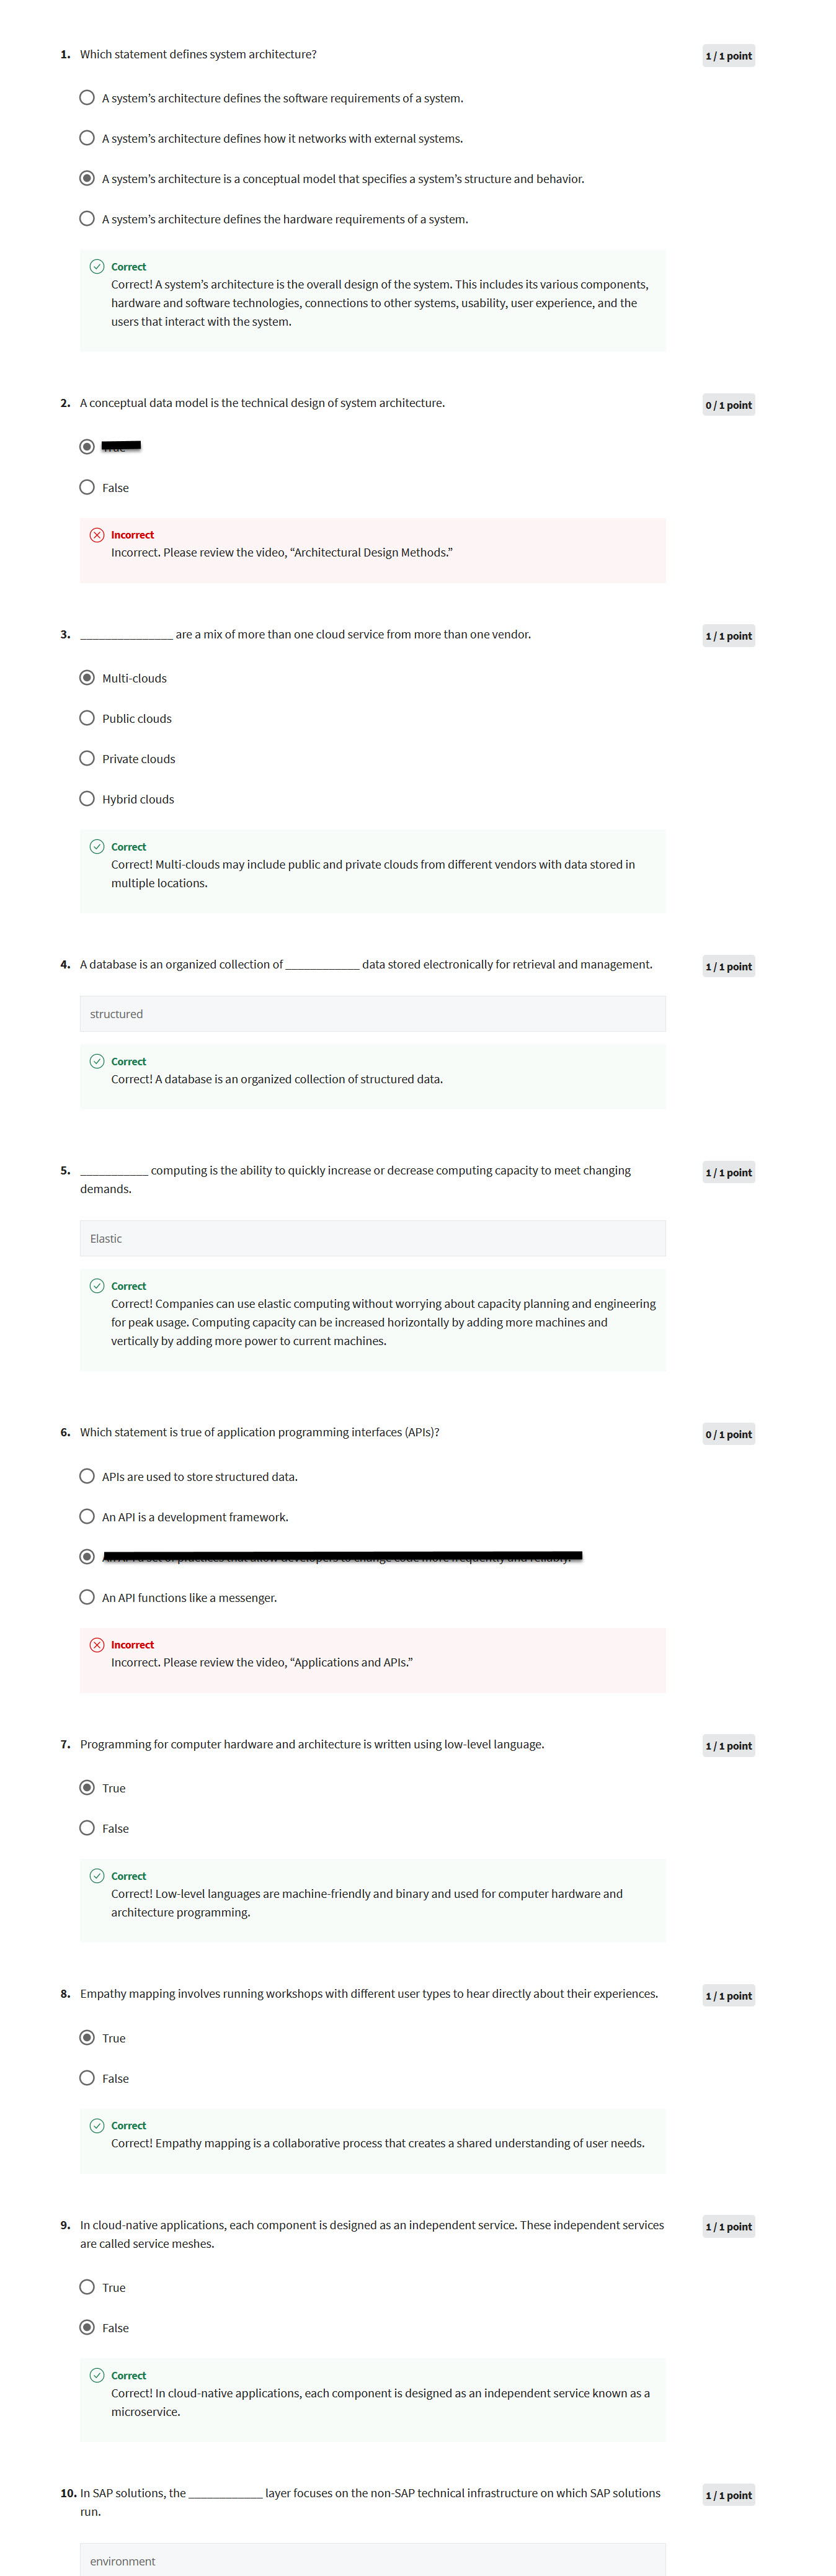 1. Which statement defines system architecture?
1 / 1 point
A system’s architecture defines the software requirements of a system.
A system’s architecture defines how it networks with external systems.
A system’s architecture is a conceptual model that specifies a system’s structure and behavior.
A system’s architecture defines the hardware requirements of a system.
Correct
Correct! A system’s architecture is the overall design of the system. This includes its various components,
hardware and software technologies, connections to other systems, usability, user experience, and the
users that interact with the system.
2. A conceptual data model is the technical design of system architecture.
0 / 1 point
False
Incorrect
Incorrect. Please review the video, “Architectural Design Methods.”
3. _______________ are a mix of more than one cloud service from more than one vendor.
1 / 1 point
Multi-clouds
Public clouds
Private clouds
Hybrid clouds
Correct
Correct! Multi-clouds may include public and private clouds from different vendors with data stored in
multiple locations.
4. A database is an organized collection of ____________ data stored electronically for retrieval and management.
1 / 1 point
structured
Correct
Correct! A database is an organized collection of structured data.
5. ___________ computing is the ability to quickly increase or decrease computing capacity to meet changing
demands.
1 / 1 point
Elastic
Correct
Correct! Companies can use elastic computing without worrying about capacity planning and engineering
for peak usage. Computing capacity can be increased horizontally by adding more machines and
vertically by adding more power to current machines.
6. Which statement is true of application programming interfaces (APIs)?
0 / 1 point
APIs are used to store structured data.
An API is a development framework.
An API functions like a messenger.
Incorrect
Incorrect. Please review the video, “Applications and APIs.”
7. Programming for computer hardware and architecture is written using low-level language.
1 / 1 point
True
False
Correct
Correct! Low-level languages are machine-friendly and binary and used for computer hardware and
architecture programming.
8. Empathy mapping involves running workshops with different user types to hear directly about their experiences.
1 / 1 point
True
False
Correct
Correct! Empathy mapping is a collaborative process that creates a shared understanding of user needs.
9. In cloud-native applications, each component is designed as an independent service. These independent services
are called service meshes.
1 / 1 point
True
False
Correct
Correct! In cloud-native applications, each component is designed as an independent service known as a
microservice.
10. In SAP solutions, the ____________ layer focuses on the non-SAP technical infrastructure on which SAP solutions
run.
1 / 1 point
environment